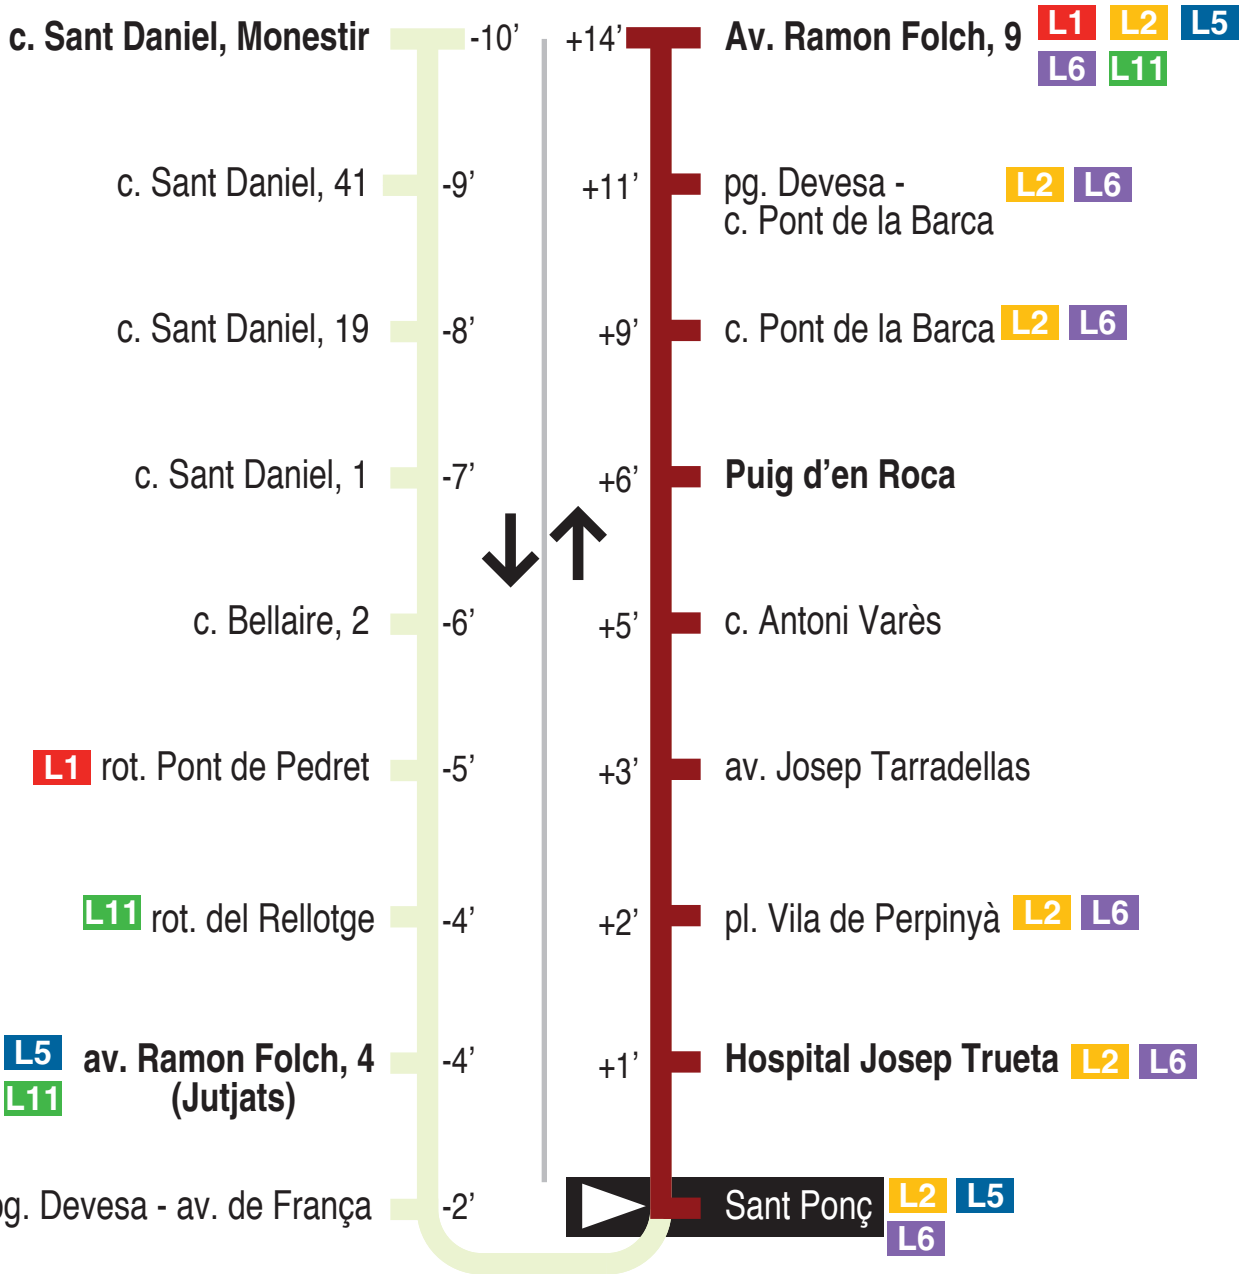 c. Sant Daniel, Monestir -10’
c. Sant Daniel, 41 -9’
c. Sant Daniel, 19 -8’
c. Sant Daniel, 1 -7’
c. Bellaire, 2 -6’
L1 rot. Pont de Pedret -5’
L11 rot. del Rellotge -4’
L5 av. Ramon Folch, 4 -4’
L11 (Jutjats)
pg. Devesa - av. de França -2’
+14’ Av. Ramon Folch, 9 L1 L2 L5
L6 L11
+11’ pg. Devesa - L2 L6
c. Pont de la Barca
+9’ c. Pont de la Barca L2 L6
+6’ Puig d’en Roca
+5’ c. Antoni Varès
+3’ av. Josep Tarradellas
+2’ pl. Vila de Perpinyà L2 L6
+1’ Hospital Josep Trueta L2 L6
Sant Ponç L2 L5
L6